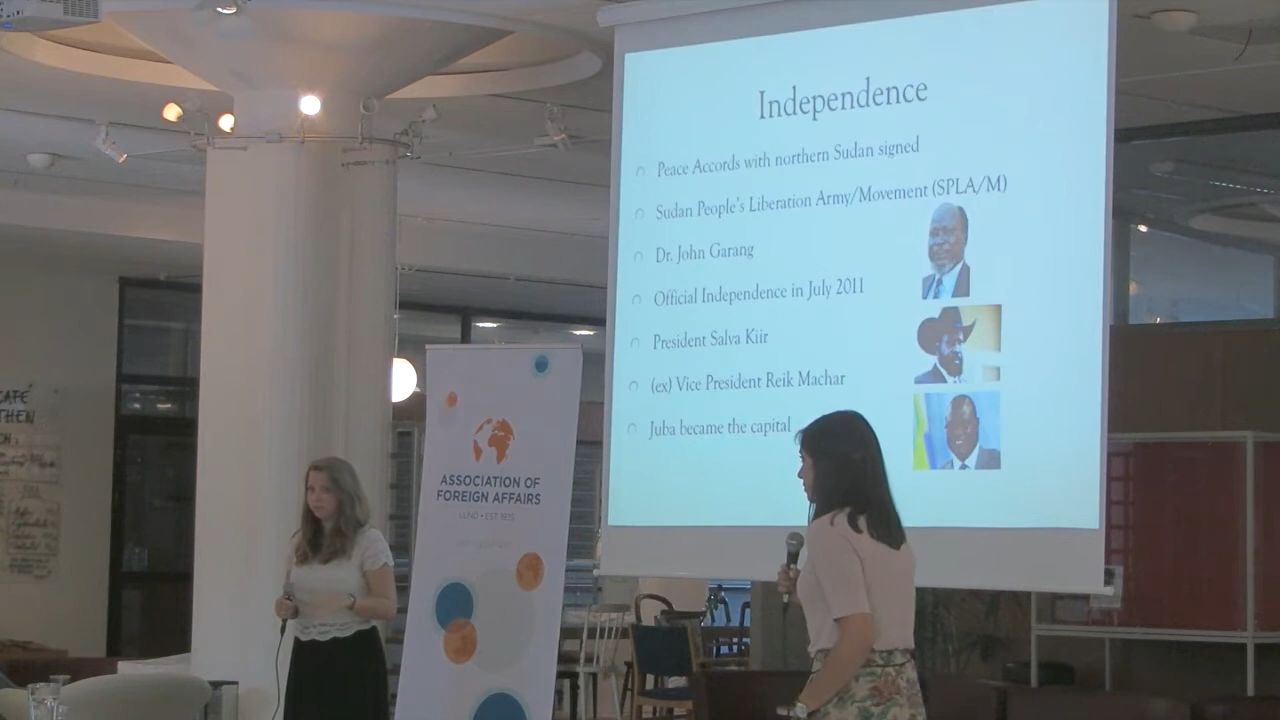 Independence
Peace Accords with northern Sudan signed
Sudan People's Liberation Army/Movement (SPLA/M)
Dr. John Garang
Official Independence in July 2011
President Salva Kiir
(ex) Vice President Reik Machar
Juba became the capital
ASSOCIATION OF
FOREIGN AFFAIRS
LUND • EST. 1935
CAFE
THEN